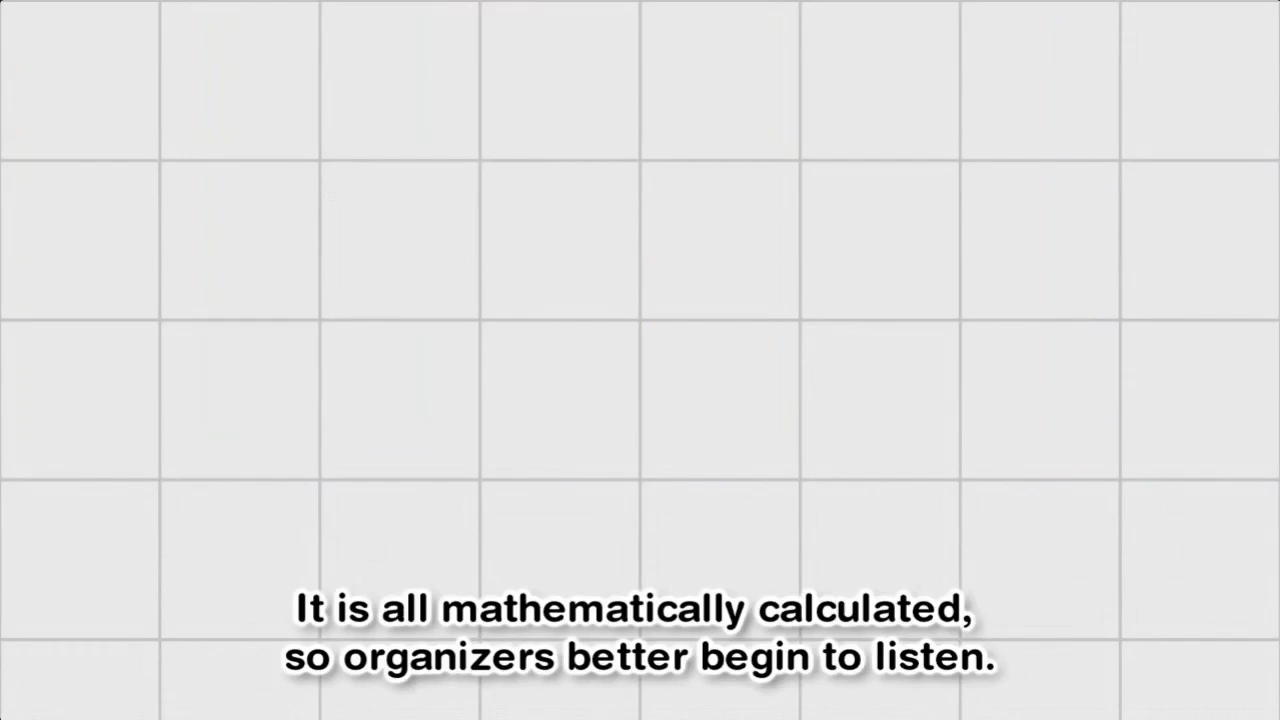 It is all mathematically calculated,
so organizers better begin to listen.